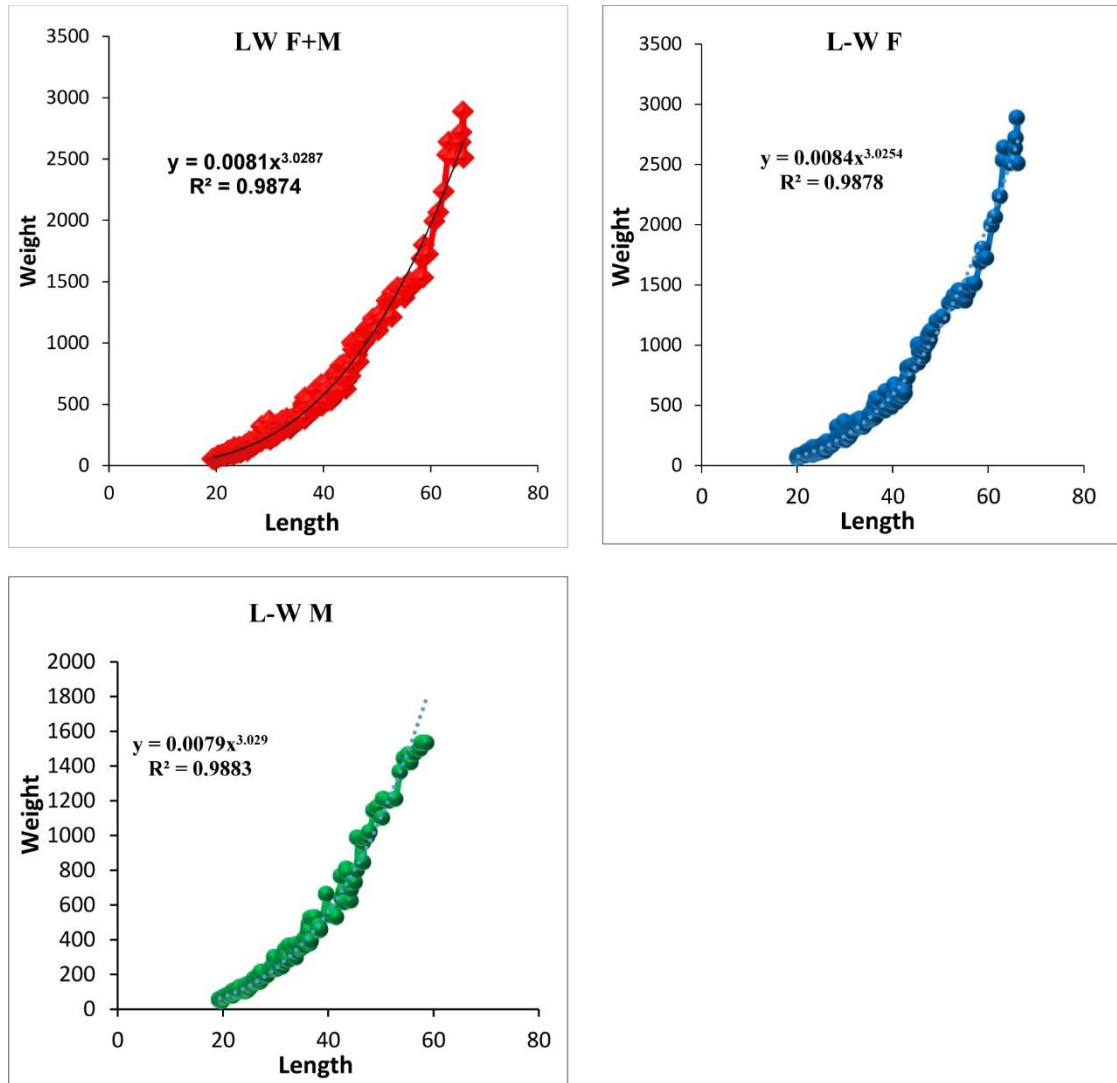 LW F+M
3500
3000
2500
2000
1500
1000
500
0
Weight
y = 0.0081x^3.0287
R² = 0.9874
0 20 40 60 80
Length
L-W F
3500
3000
2500
2000
1500
1000
500
0
Weight
y = 0.0084x^3.0254
R² = 0.9878
0 20 40 60 80
Length
L-W M
2000
1800
1600
1400
1200
1000
800
600
400
200
0
Weight
y = 0.0079x^3.029
R² = 0.9883
0 20 40 60 80
Length